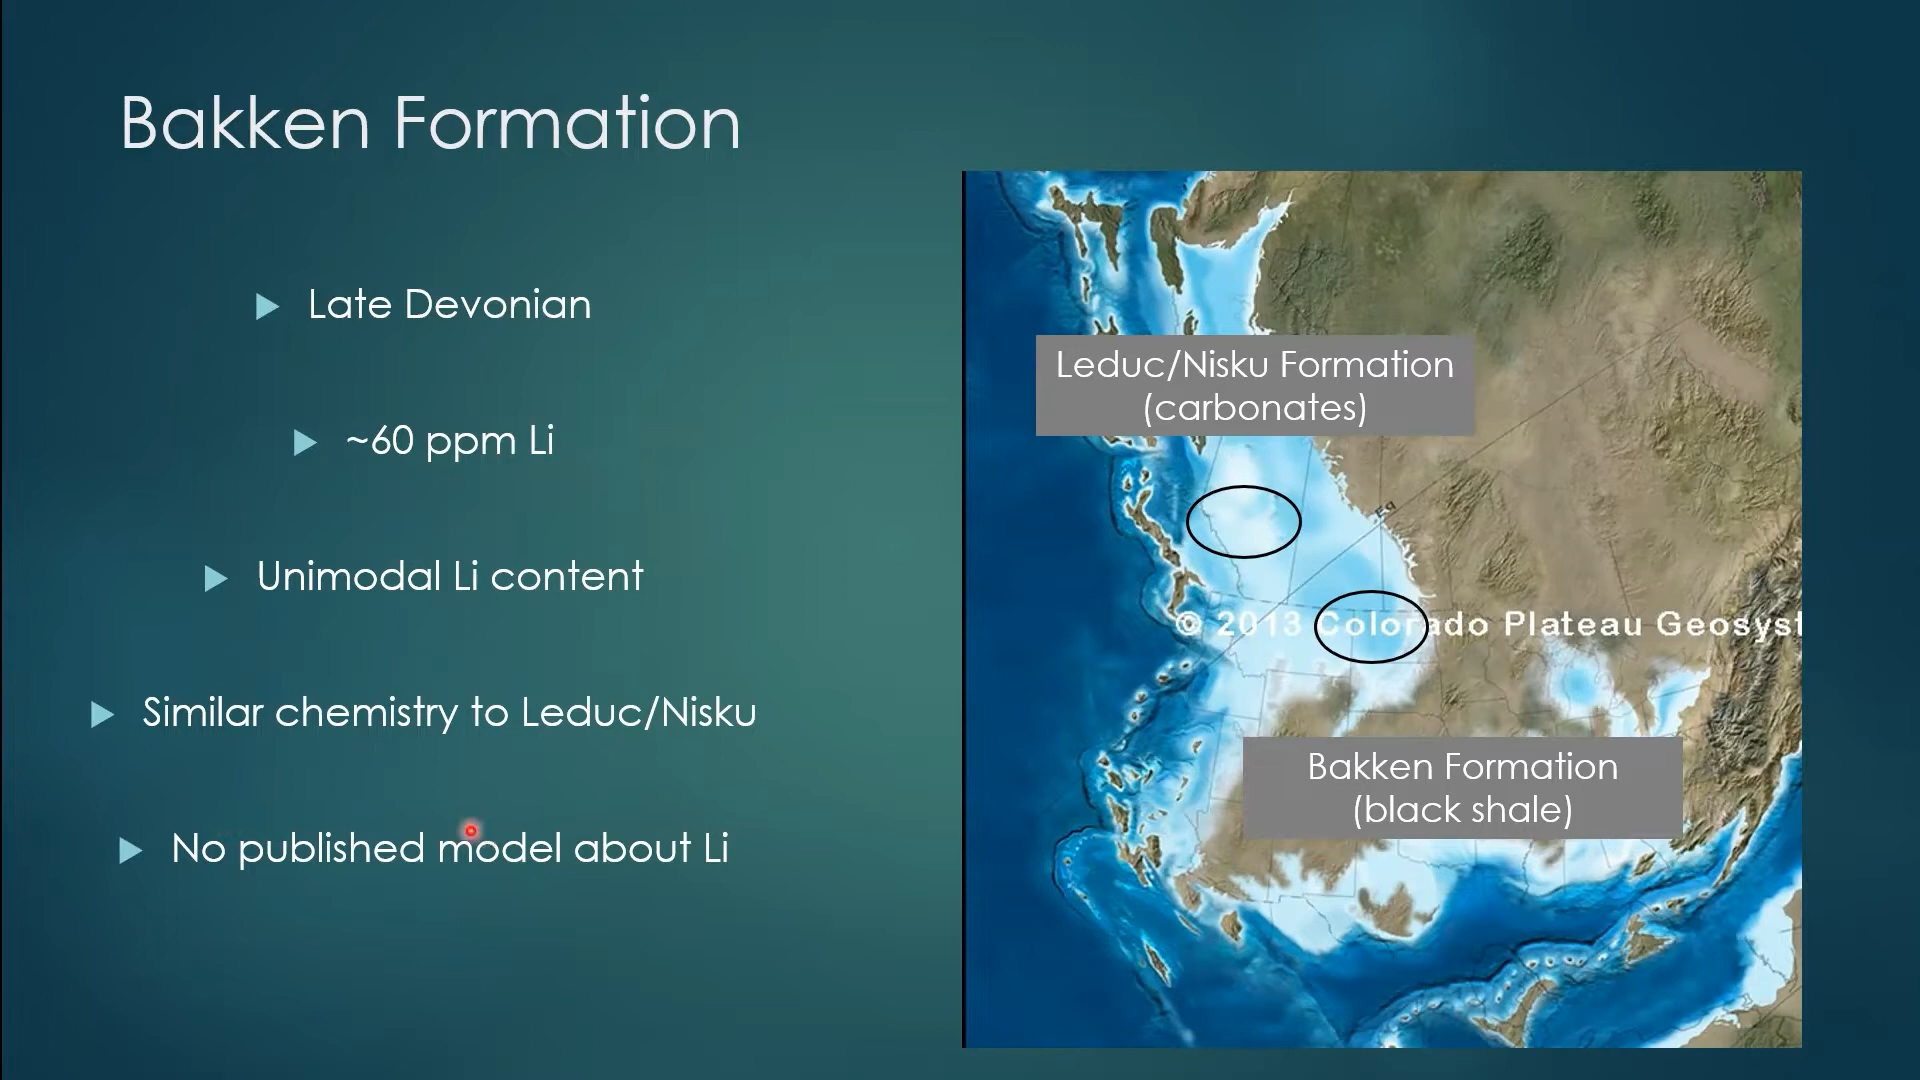 Bakken Formation
Late Devonian
~60 ppm Li
Unimodal Li content
Similar chemistry to Leduc/Nisku
No published model about Li
Leduc/Nisku Formation
(carbonates)
Eq
© 2013 Colorado Plateau Geosyst
Bakken Formation
(black shale)